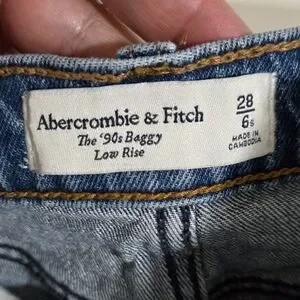 Abercrombie & Fitch
The '90s Baggy
Low Rise
28
6s
MADE IN
CAMBODIA